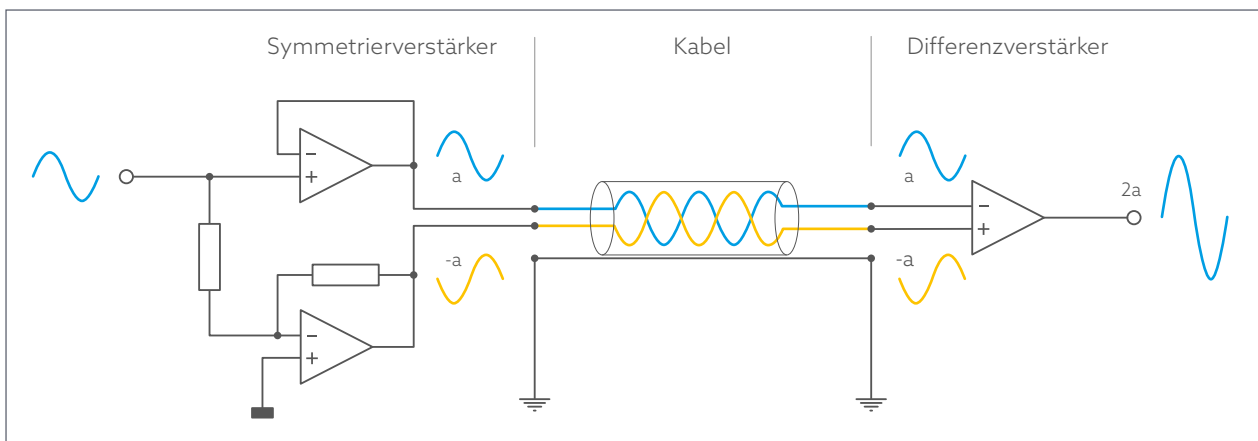 Symmetrierverstärker
Kabel
Differenzverstärker
a
-a
a
-a
2a